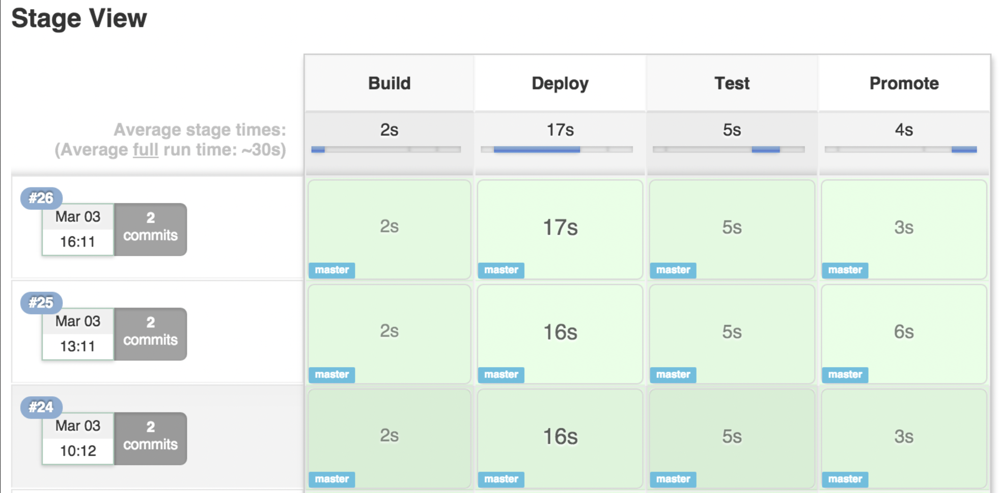 Stage View
Build Deploy Test Promote
Average stage times: 2s 17s 5s 4s
(Average full run time: ~30s)
#26
Mar 03 2
16:11 commits
2s 17s 5s 3s
master master master master
#25
Mar 03 2
13:11 commits
2s 16s 5s 6s
master master master master
#24
Mar 03 2
10:12 commits
2s 16s 5s 3s
master master master master